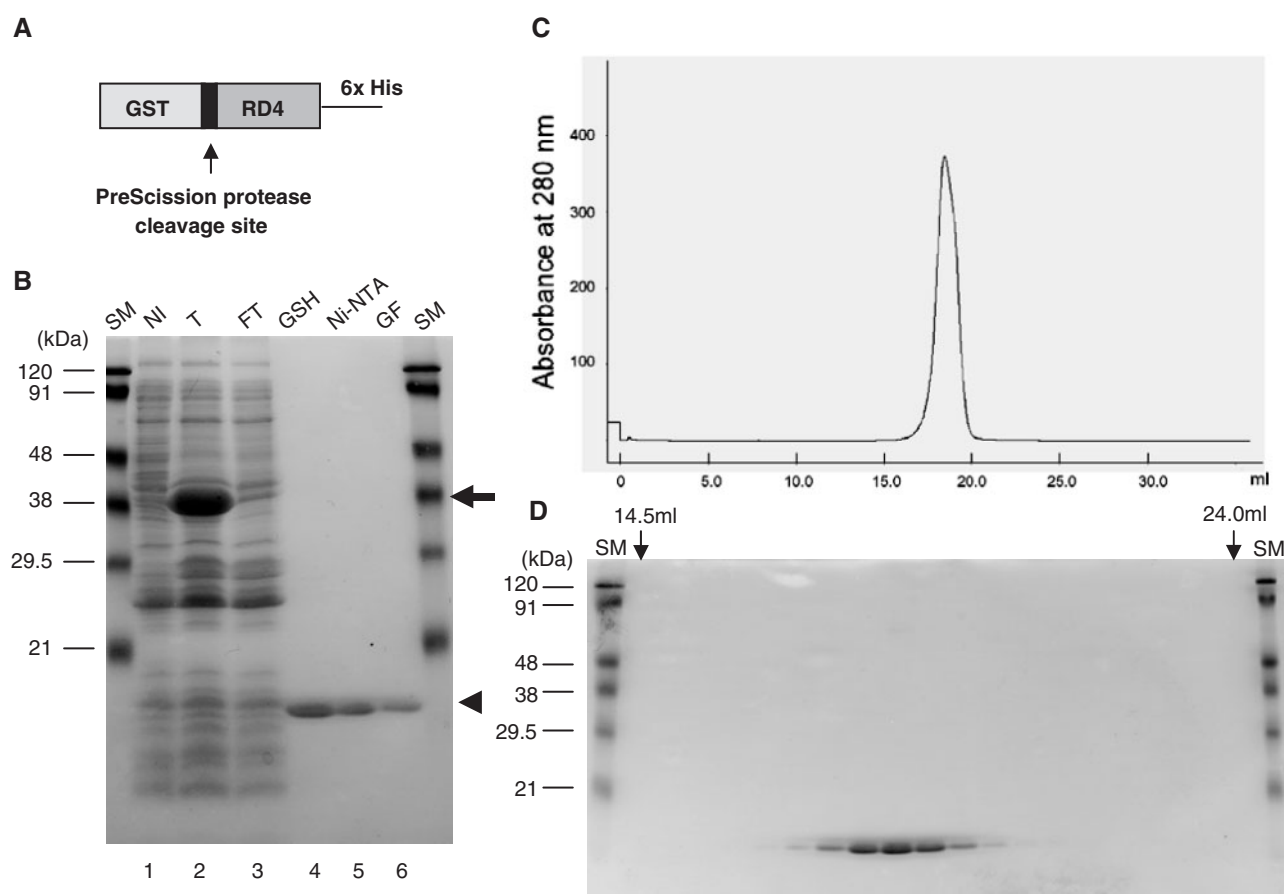 A
GST
RD4
6x His
PreScission protease
cleavage site
B
SM NI T FT GSH Ni-NTA GF SM
(kDa)
120
91
48
38
29.5
21
1 2 3 4 5 6
C
Absorbance at 280 nm
400
300
200
100
0 5.0 10.0 15.0 20.0 25.0 30.0 ml
D
14.5ml 24.0ml
(kDa) SM SM
120
91
48
38
29.5
21